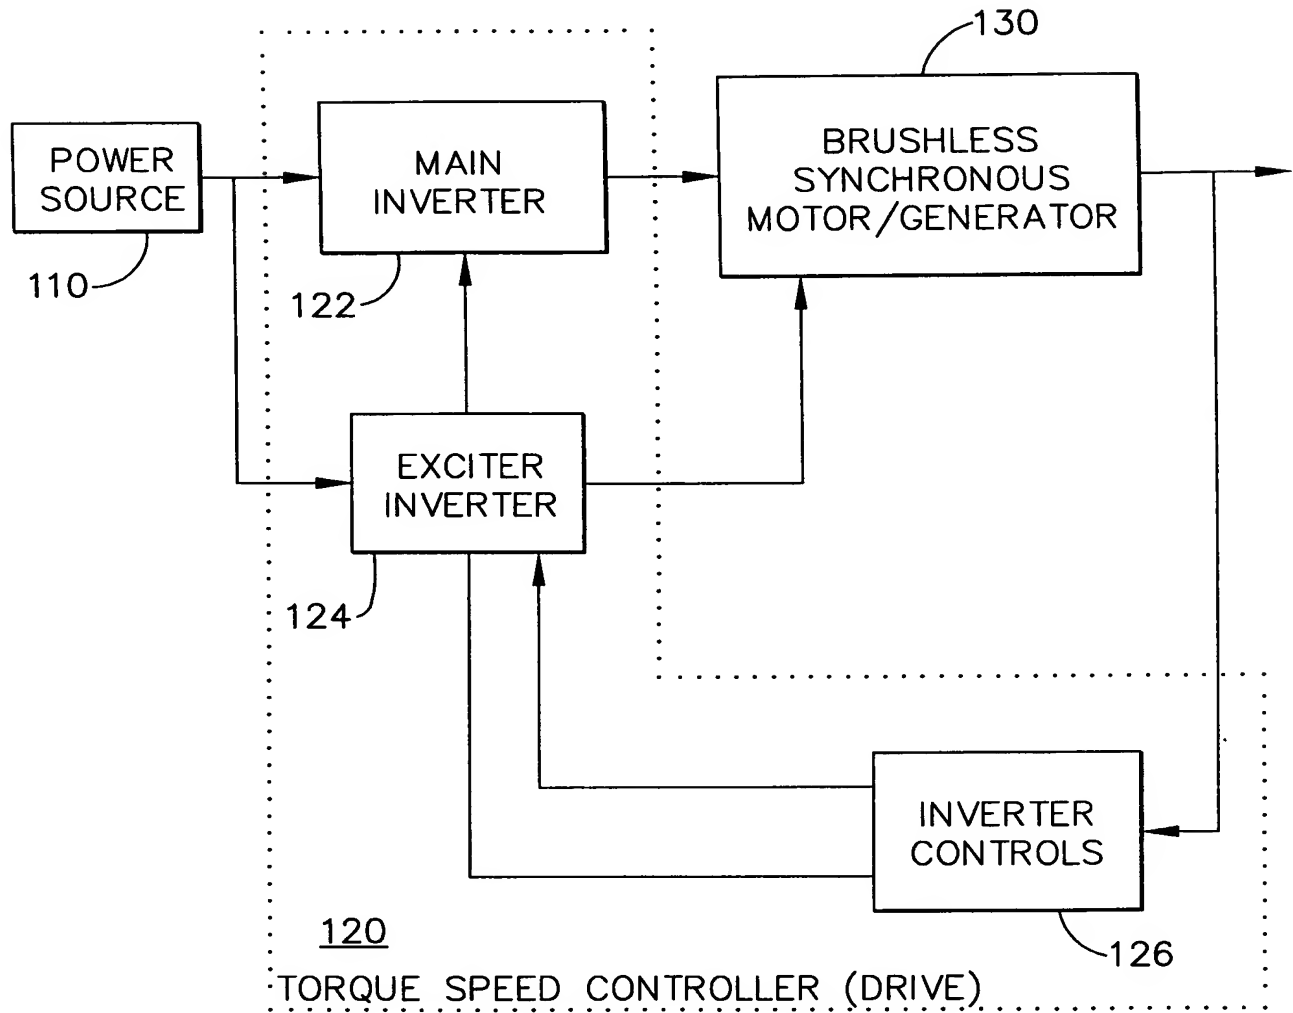 130
POWER
SOURCE
110
MAIN
INVERTER
122
BRUSHLESS
SYNCHRONOUS
MOTOR/GENERATOR
EXCITER
INVERTER
124
INVERTER
CONTROLS
126
120
TORQUE SPEED CONTROLLER (DRIVE)